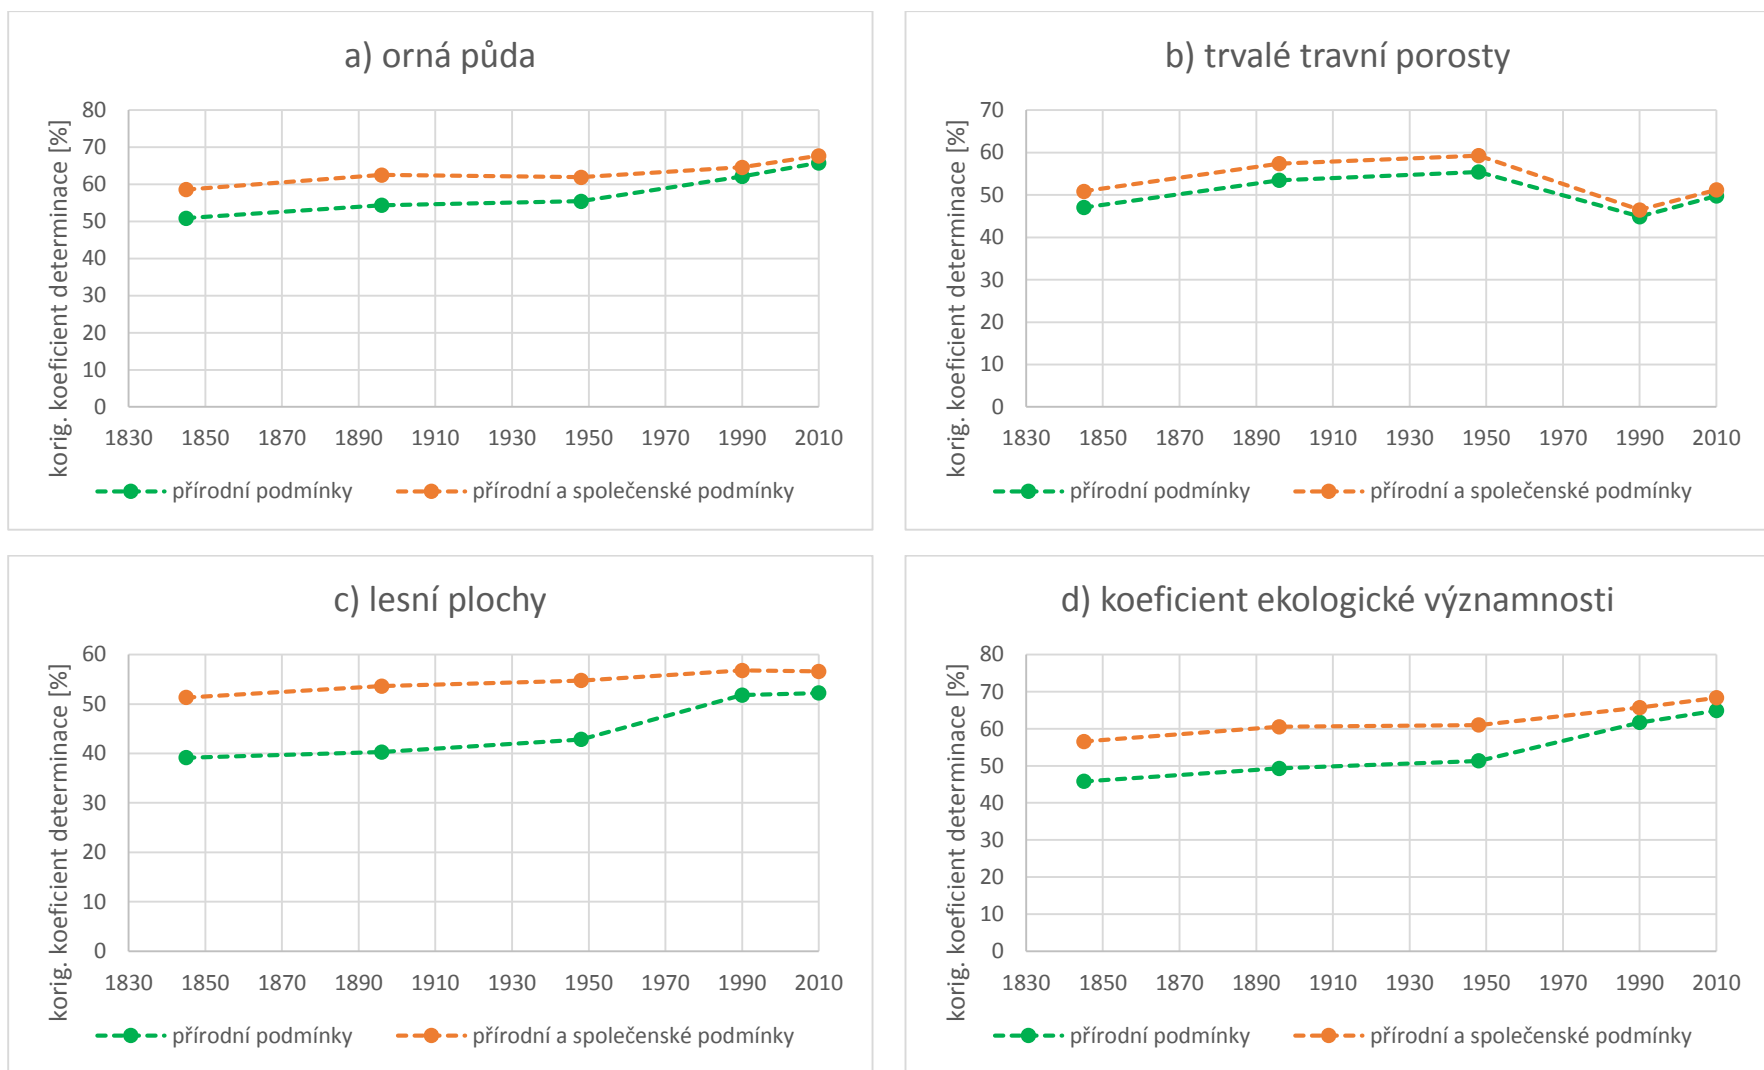 a) orná půda
korig. koeficient determinace [%]
80
70
60
50
40
30
20
10
0
1830 1850 1870 1890 1910 1930 1950 1970 1990 2010
přírodní podmínky přírodní a společenské podmínky
b) trvalé travní porosty
korig. koeficient determinace [%]
70
60
50
40
30
20
10
0
1830 1850 1870 1890 1910 1930 1950 1970 1990 2010
přírodní podmínky přírodní a společenské podmínky
c) lesní plochy
korig. koeficient determinace [%]
60
50
40
30
20
10
0
1830 1850 1870 1890 1910 1930 1950 1970 1990 2010
přírodní podmínky přírodní a společenské podmínky
d) koeficient ekologické významnosti
korig. koeficient determinace [%]
80
70
60
50
40
30
20
10
0
1830 1850 1870 1890 1910 1930 1950 1970 1990 2010
přírodní podmínky přírodní a společenské podmínky